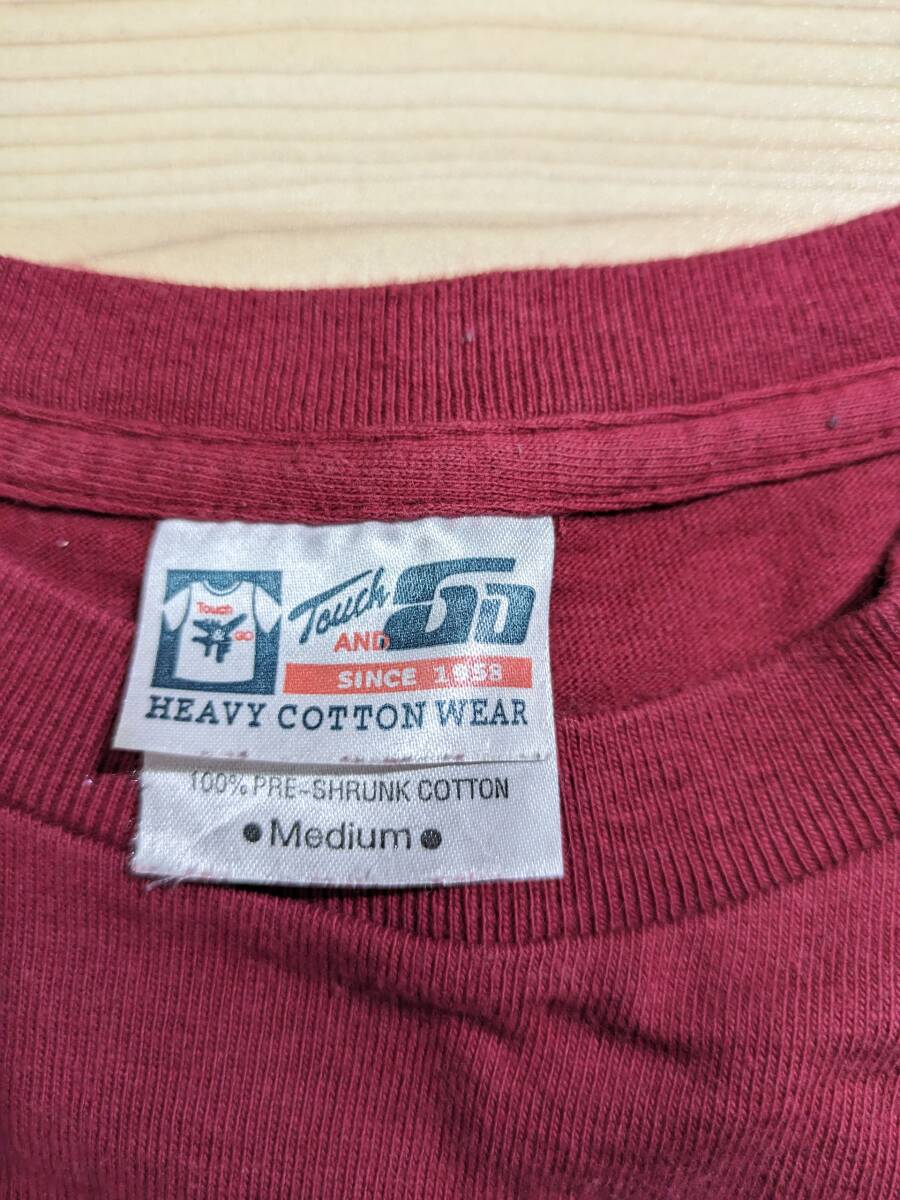 Touch
& GO
Touch
AND GO
SINCE 1958
HEAVY COTTON WEAR
100% PRE-SHRUNK COTTON
• Medium •